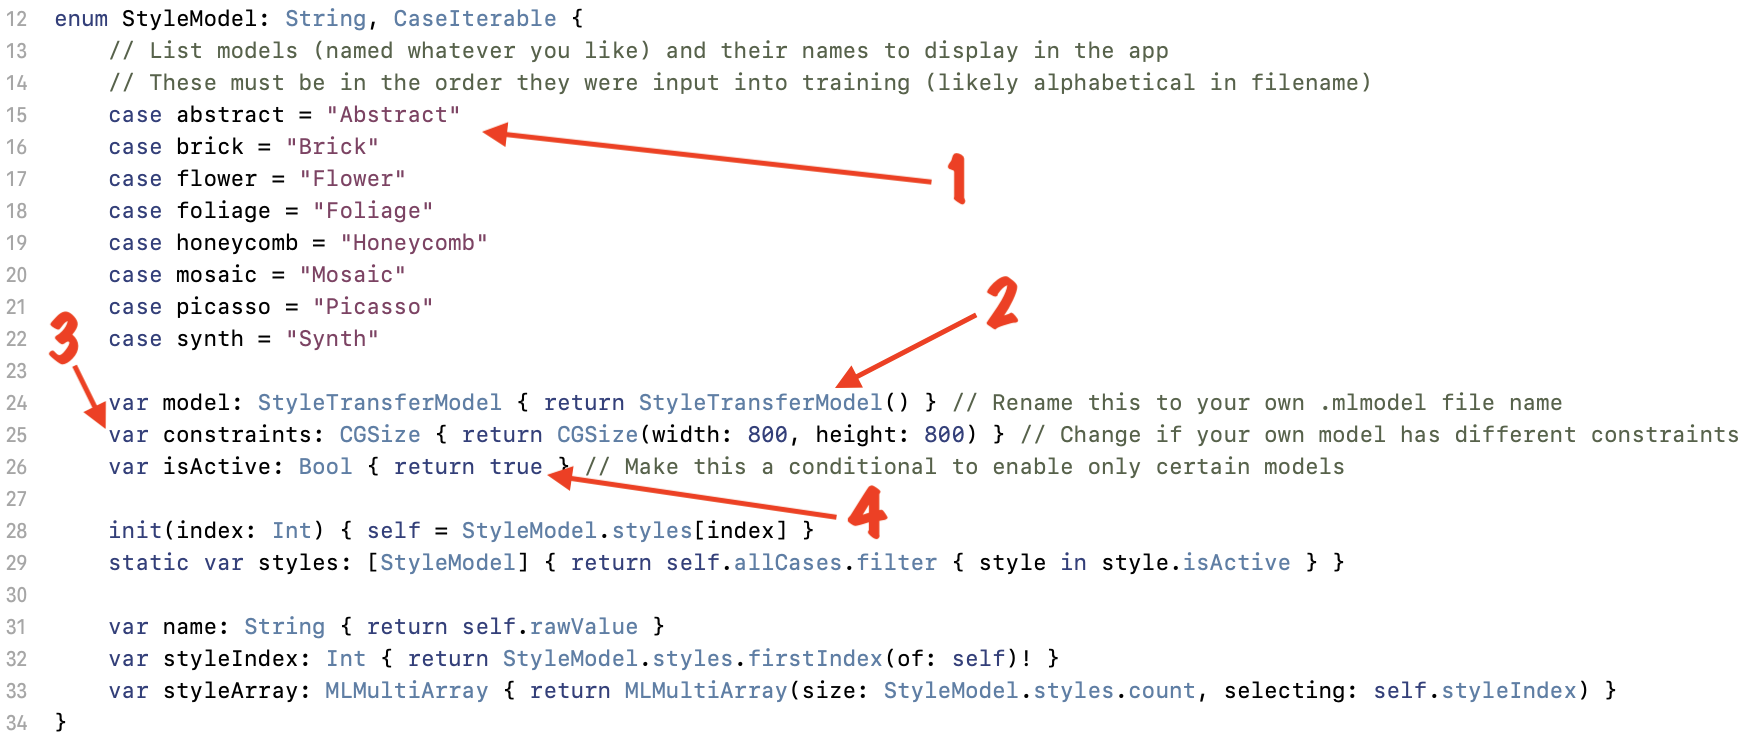 12 enum StyleModel: String, CaseIterable {
13 // List models (named whatever you like) and their names to display in the app
14 // These must be in the order they were input into training (likely alphabetical in filename)
15 case abstract = "Abstract"
16 case brick = "Brick"
1
17 case flower = "Flower"
18 case foliage = "Foliage"
19 case honeycomb = "Honeycomb"
20 case mosaic = "Mosaic"
2
21 case picasso = "Picasso"
3
22 case synth = "Synth"
23
24 var model: StyleTransferModel { return StyleTransferModel() } // Rename this to your own .mlmodel file name
25 var constraints: CGSize { return CGSize(width: 800, height: 800) } // Change if your own model has different constraints
26 var isActive: Bool { return true } // Make this a conditional to enable only certain models
27
4
28 init(index: Int) { self = StyleModel.styles[index] }
29 static var styles: [StyleModel] { return self.allCases.filter { style in style.isActive } }
30
31 var name: String { return self.rawValue }
32 var styleIndex: Int { return StyleModel.styles.firstIndex(of: self)! }
33 var styleArray: MLMultiArray { return MLMultiArray(size: StyleModel.styles.count, selecting: self.styleIndex) }
34 }